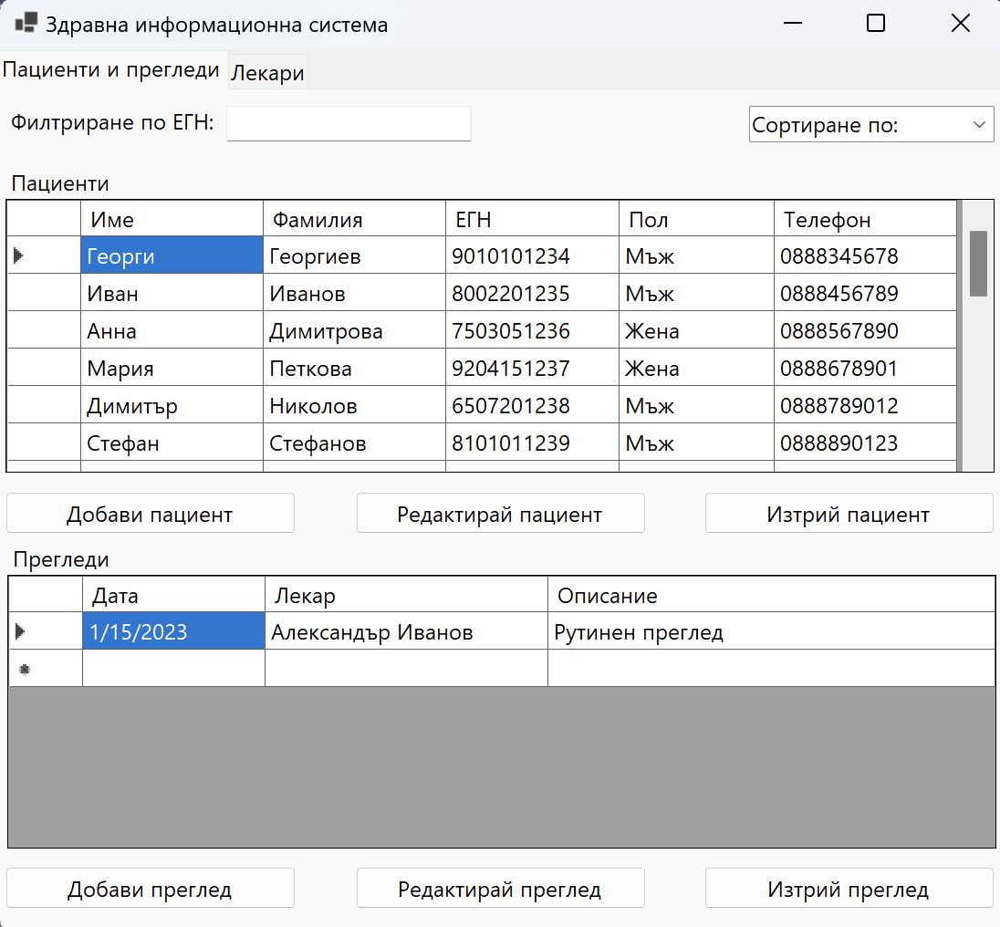 Здравна информационна система
Пациенти и прегледи Лекари
Филтриране по ЕГН: Сортиране по:
Пациенти
Име Фамилия ЕГН Пол Телефон
Георги Георгиев 9010101234 Мъж 0888345678
Иван Иванов 8002201235 Мъж 0888456789
Анна Димитрова 7503051236 Жена 0888567890
Мария Петкова 9204151237 Жена 0888678901
Димитър Николов 6507201238 Мъж 0888789012
Стефан Стефанов 8101011239 Мъж 0888890123
Добави пациент Редактирай пациент Изтрий пациент
Прегледи
Дата Лекар Описание
1/15/2023 Александър Иванов Рутинен преглед
Добави преглед Редактирай преглед Изтрий преглед